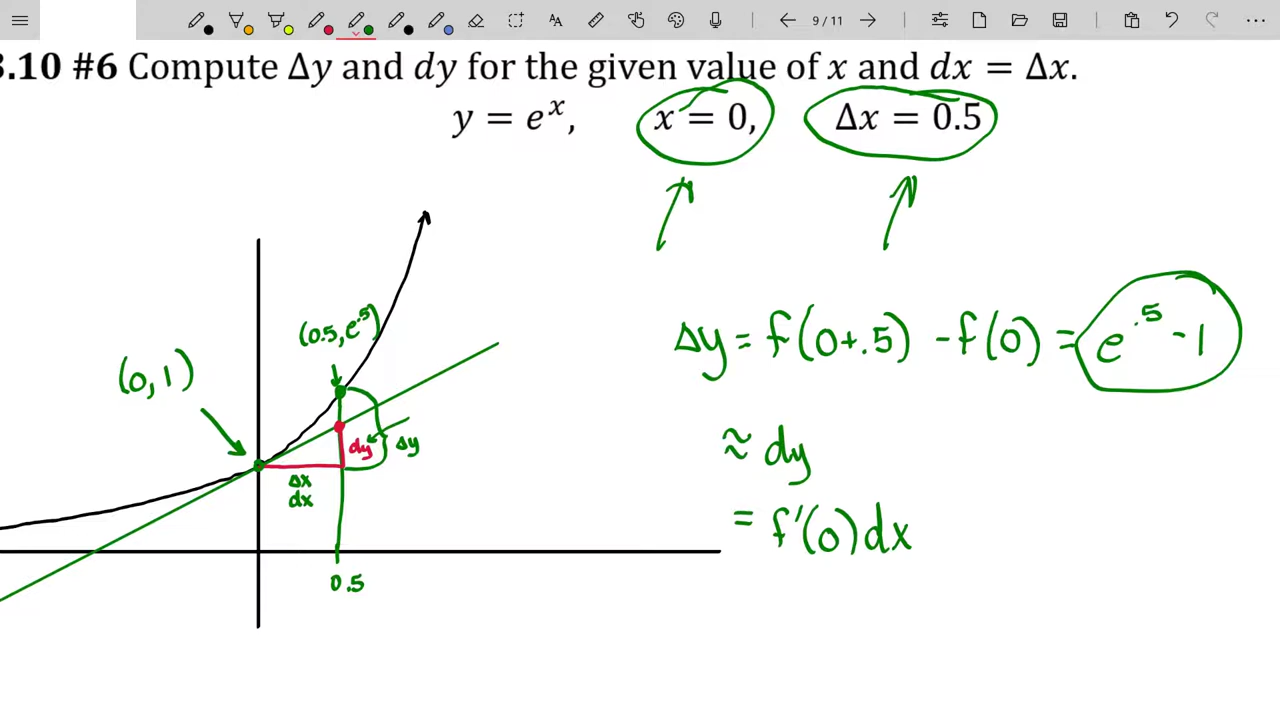 9 / 11
3.10 #6 Compute Δy and dy for the given value of x and dx = Δx.
y = eˣ, x = 0, Δx = 0.5
(0.5, e^.5)
(0, 1)
Δy = f(0+.5) - f(0) = e^.5 - 1
dy Δy
≈ dy
Δx
dx
= f'(0)dx
0.5